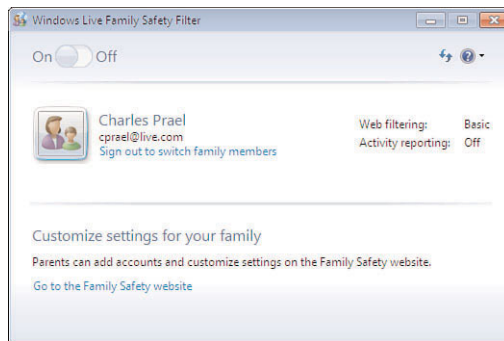 Windows Live Family Safety Filter
On Off
Charles Prael
cprael@live.com
Sign out to switch family members
Web filtering: Basic
Activity reporting: Off
Customize settings for your family
Parents can add accounts and customize settings on the Family Safety website.
Go to the Family Safety website